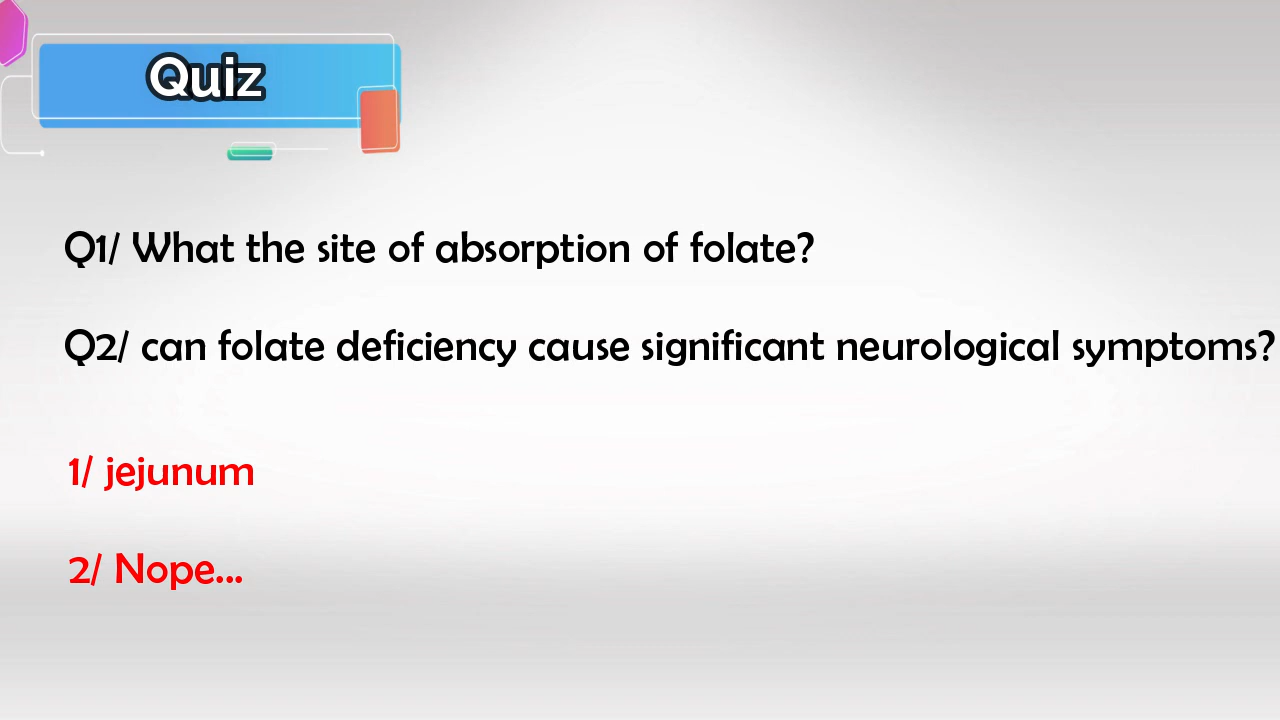 Quiz
Q1/ What the site of absorption of folate?
Q2/ can folate deficiency cause significant neurological symptoms?
1/ jejunum
2/ Nope...